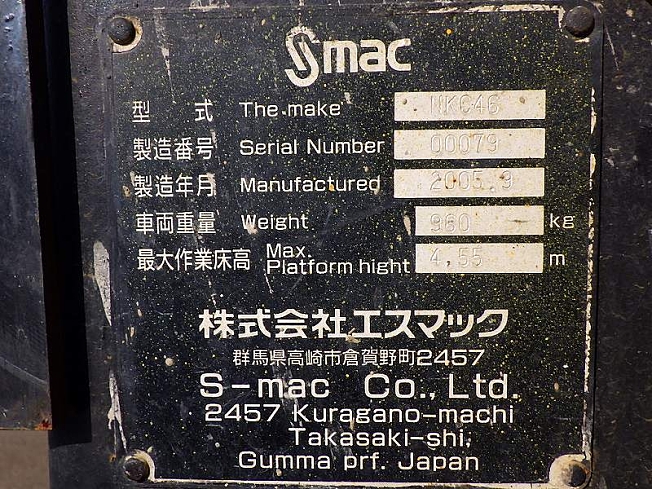 Smac
型式 The make NKC46
製造番号 Serial Number 00079
製造年月 Manufactured 2005.9
車両重量 Weight 960 kg
最大作業床高 Max. Platform hight 4.55 m
株式会社エスマック
群馬県高崎市倉賀野町2457
S-mac Co., Ltd.
2457 Kuragano-machi
Takasaki-shi,
Gumma prf. Japan